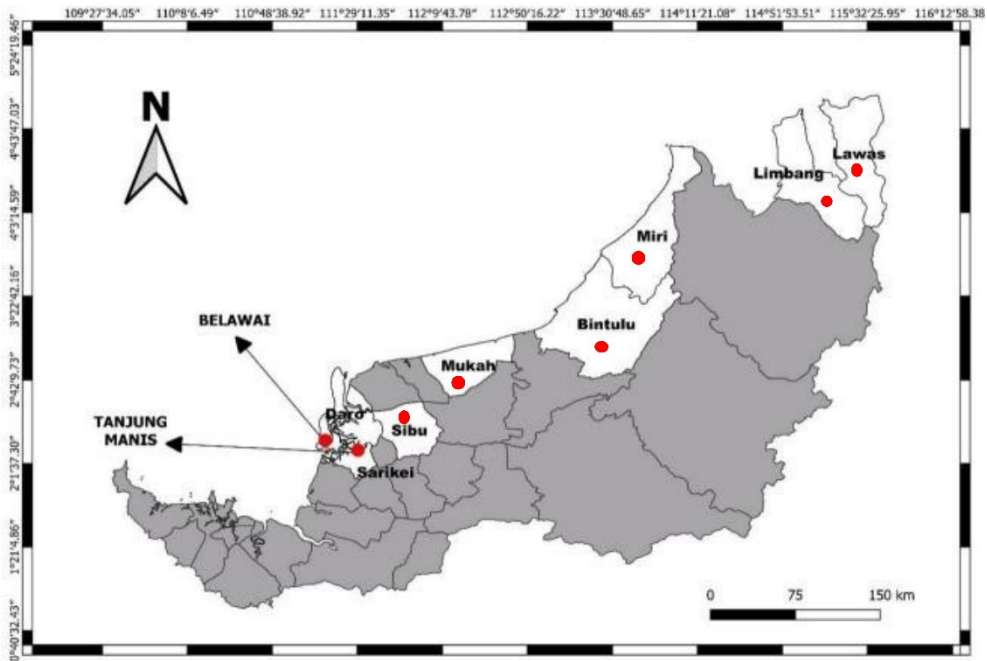 109°27'34.05" 110°8'6.49" 110°48'38.92" 111°29'11.35" 112°9'43.78" 112°50'16.22" 113°30'48.65" 114°11'21.08" 114°51'53.51" 115°32'25.95" 116°12'58.38"
5°24'19.46"
4°43'47.03"
4°3'14.59"
3°22'42.16"
2°42'9.73"
2°1'37.30"
1°21'4.86"
0°40'32.43"
N
Lawas
Limbang
Miri
BELAWAI
Bintulu
Mukah
Daro
TANJUNG
MANIS
Sibu
Sarikei
0 75 150 km